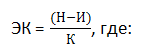 ЭК = (Н−И)/К, где: